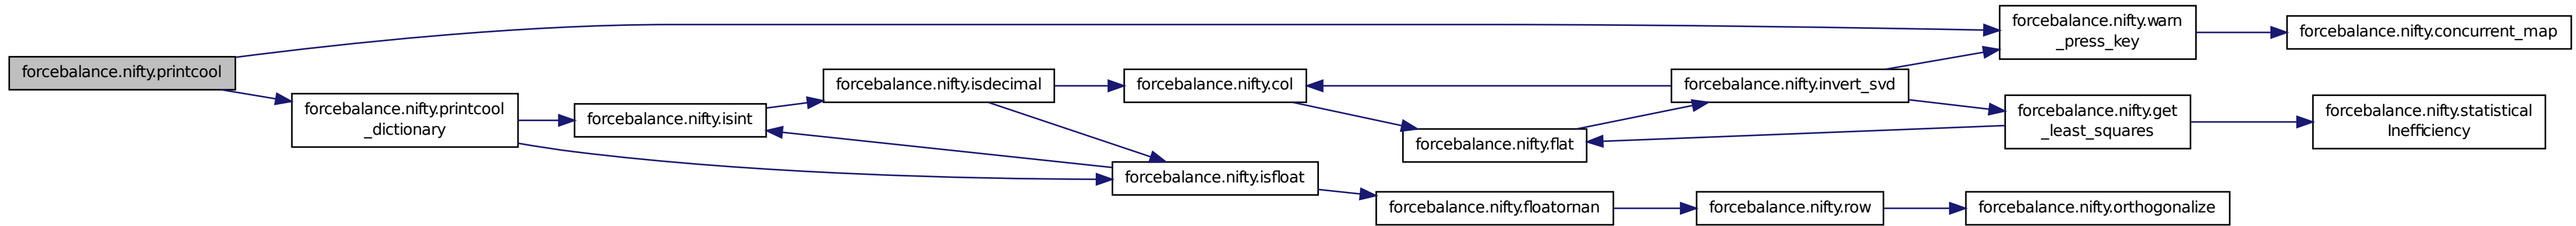 forcebalance.nifty.printcool
forcebalance.nifty.printcool
_dictionary
forcebalance.nifty.isint
forcebalance.nifty.isdecimal
forcebalance.nifty.col
forcebalance.nifty.flat
forcebalance.nifty.invert_svd
forcebalance.nifty.warn
_press_key
forcebalance.nifty.concurrent_map
forcebalance.nifty.get
_least_squares
forcebalance.nifty.statistical
Inefficiency
forcebalance.nifty.isfloat
forcebalance.nifty.floatornan
forcebalance.nifty.row
forcebalance.nifty.orthogonalize